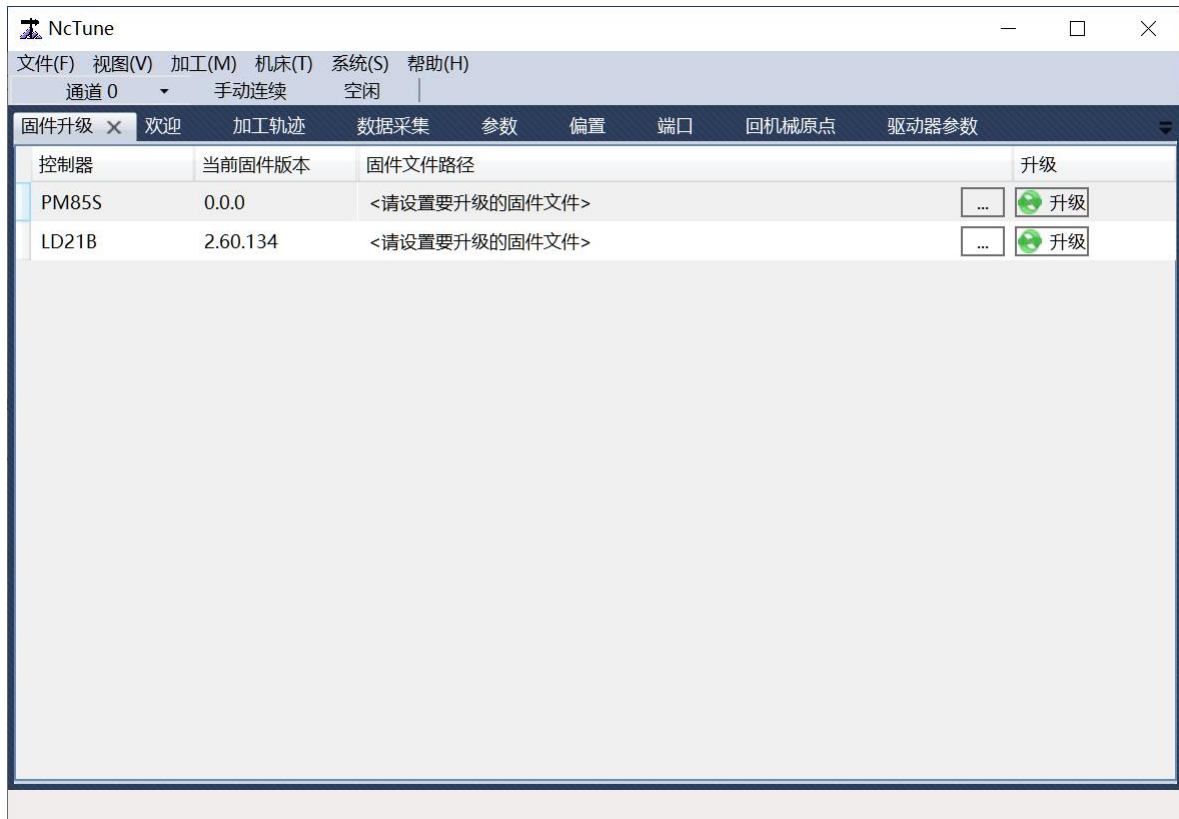 NcTune
文件(F) 视图(V) 加工(M) 机床(T) 系统(S) 帮助(H)
通道 0 手动连续 空闲
固件升级 欢迎 加工轨迹 数据采集 参数 偏置 端口 回机械原点 驱动器参数
控制器 当前固件版本 固件文件路径 升级
PM85S 0.0.0 <请设置要升级的固件文件> ... 升级
LD21B 2.60.134 <请设置要升级的固件文件> ... 升级